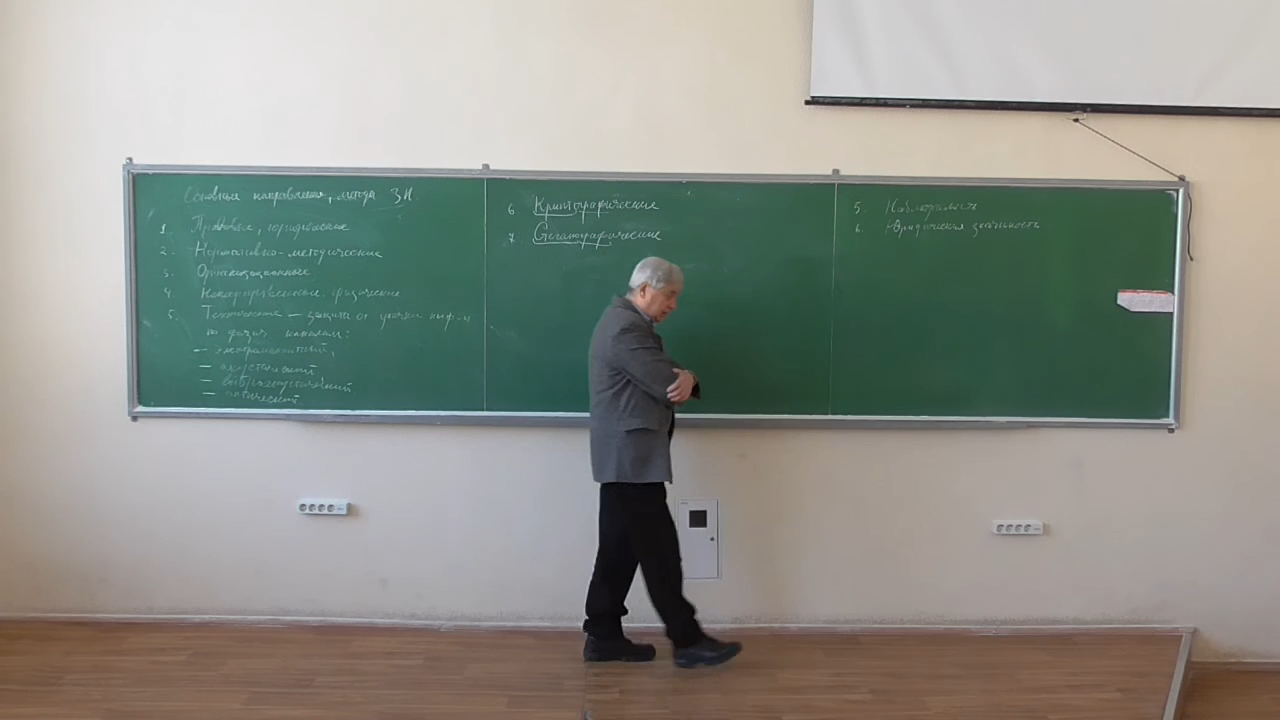 Основные направления, методы ЗИ
1. Правовые, юридические
2. Нормативно-методические
3. Организационные
4. физические
5. Технические — защита от утечки инф-и
по физич. каналам:
— электромагнитный,
— акустический
— виброакустический
— оптический
6. Криптографические
7. Стеганографические
5. Наблюдаемость
6. Юридическая значимость